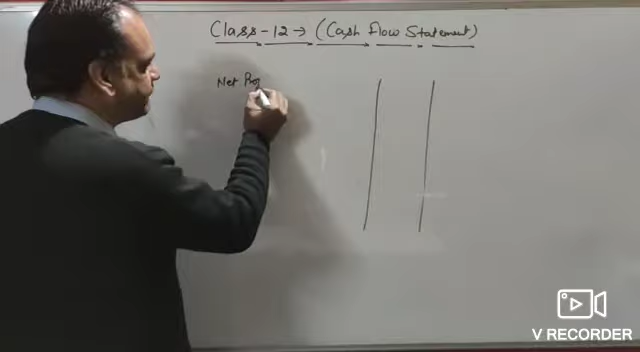 Class-12→ (Cash Flow Statement)
Net Pro
V RECORDER